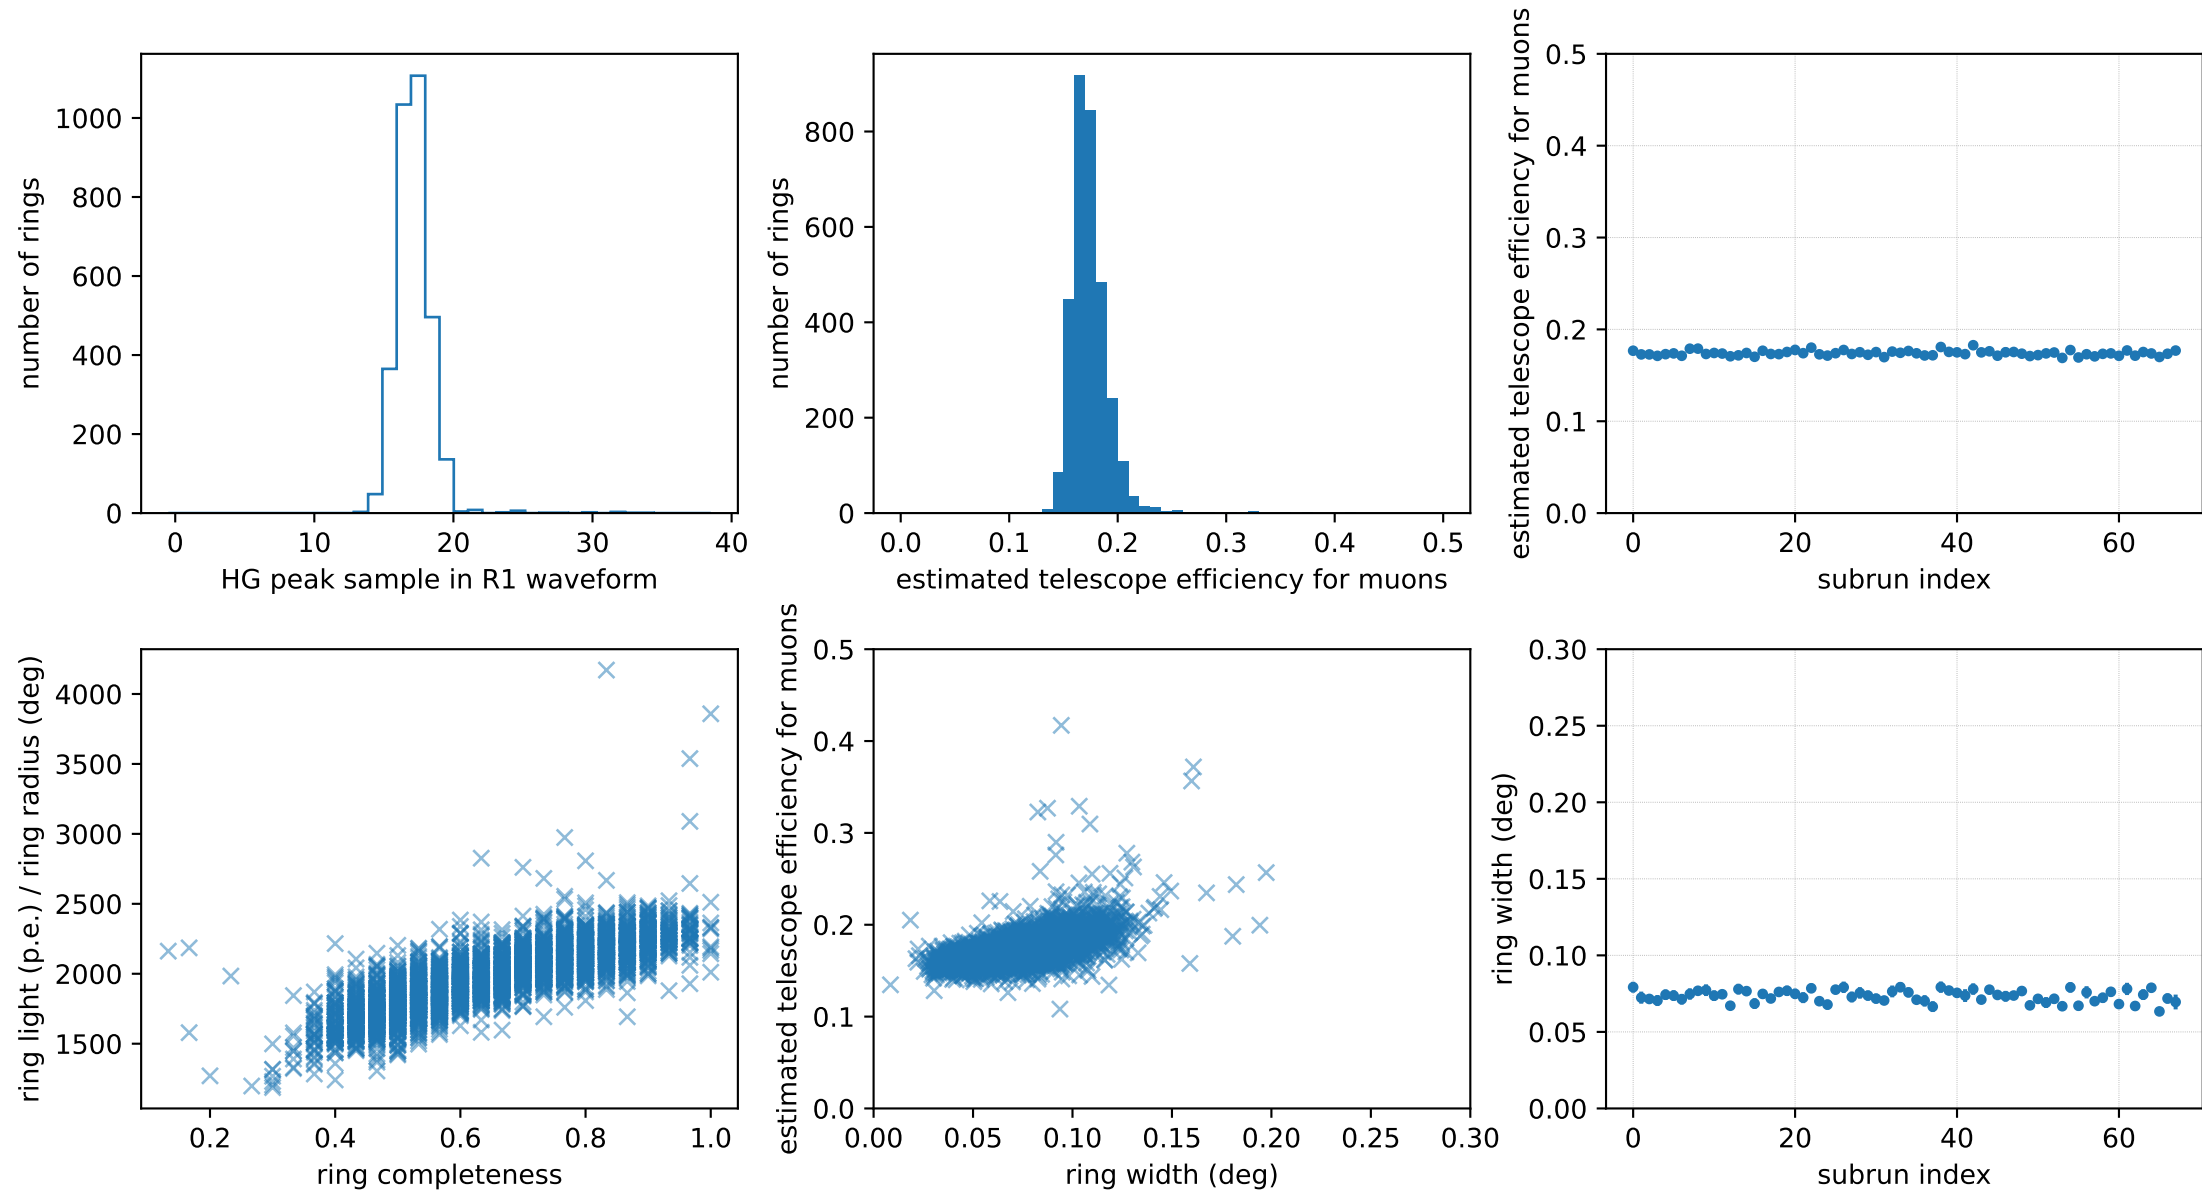 number of rings
1000
800
600
400
200
0
0 10 20 30 40
HG peak sample in R1 waveform
number of rings
800
600
400
200
0
0.0 0.1 0.2 0.3 0.4 0.5
estimated telescope efficiency for muons
estimated telescope efficiency for muons
0.5
0.4
0.3
0.2
0.1
0.0
0 20 40 60
subrun index
ring light (p.e.) / ring radius (deg)
4000
3500
3000
2500
2000
1500
0.2 0.4 0.6 0.8 1.0
ring completeness
estimated telescope efficiency for muons
0.5
0.4
0.3
0.2
0.1
0.0
0.00 0.05 0.10 0.15 0.20 0.25 0.30
ring width (deg)
ring width (deg)
0.30
0.25
0.20
0.15
0.10
0.05
0.00
0 20 40 60
subrun index